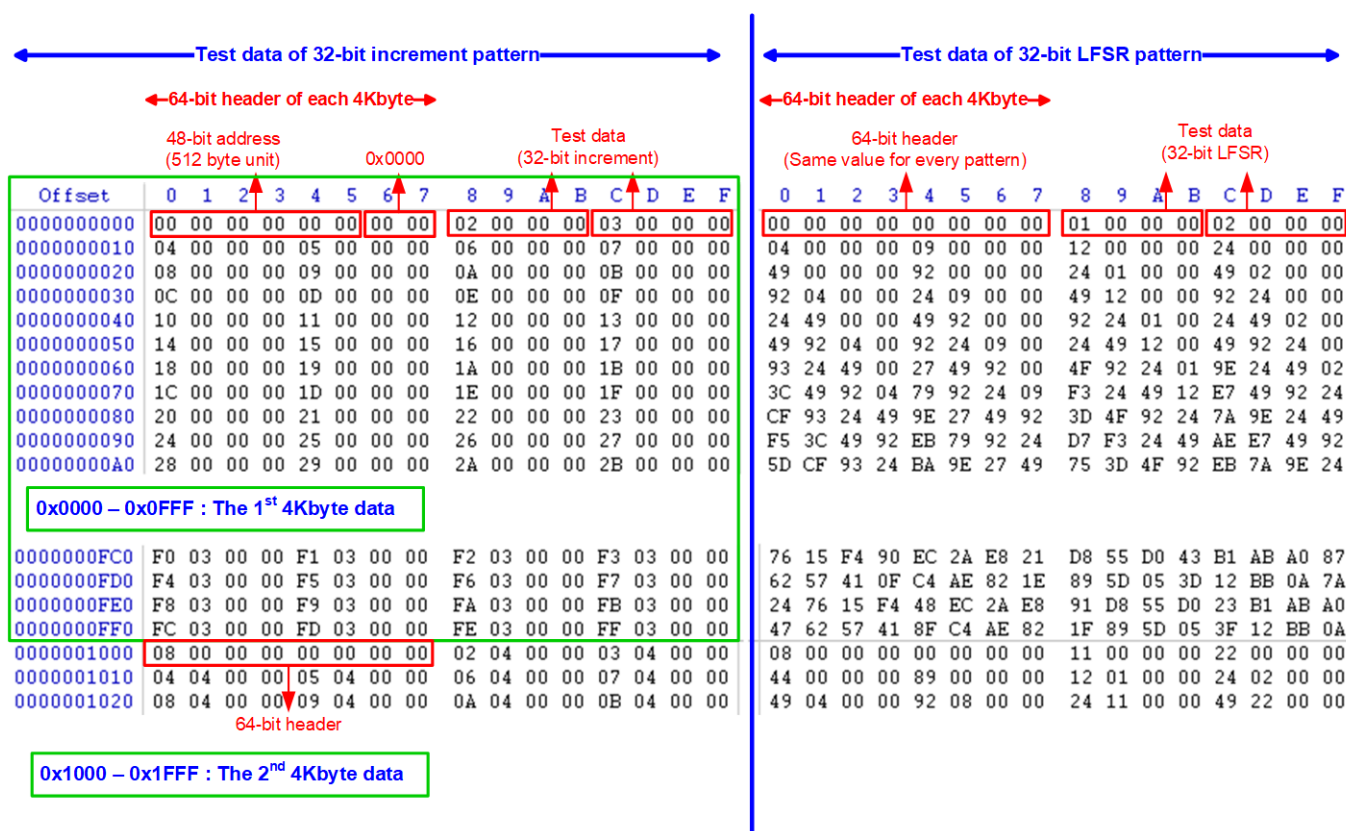 Test data of 32-bit increment pattern
Test data of 32-bit LFSR pattern
64-bit header of each 4Kbyte
64-bit header of each 4Kbyte
48-bit address
(512 byte unit)
0x0000
Test data
(32-bit increment)
64-bit header
(Same value for every pattern)
Test data
(32-bit LFSR)
Offset 0 1 2 3 4 5 6 7 8 9 A B C D E F 0 1 2 3 4 5 6 7 8 9 A B C D E F
0000000000 00 00 00 00 00 00 00 00 02 00 00 00 03 00 00 00 00 00 00 00 00 00 00 00 01 00 00 00 02 00 00 00
0000000010 04 00 00 00 05 00 00 00 06 00 00 00 07 00 00 00 04 00 00 00 09 00 00 00 12 00 00 00 24 00 00 00
0000000020 08 00 00 00 09 00 00 00 0A 00 00 00 0B 00 00 00 49 00 00 00 92 00 00 00 24 01 00 00 49 02 00 00
0000000030 0C 00 00 00 0D 00 00 00 0E 00 00 00 0F 00 00 00 92 04 00 00 24 09 00 00 49 12 00 00 92 24 00 00
0000000040 10 00 00 00 11 00 00 00 12 00 00 00 13 00 00 00 24 49 00 00 49 92 00 00 92 24 01 00 24 49 02 00
0000000050 14 00 00 00 15 00 00 00 16 00 00 00 17 00 00 00 49 92 04 00 92 24 09 00 24 49 12 00 49 92 24 00
0000000060 18 00 00 00 19 00 00 00 1A 00 00 00 1B 00 00 00 93 24 49 00 27 49 92 00 4F 92 24 01 9E 24 49 02
0000000070 1C 00 00 00 1D 00 00 00 1E 00 00 00 1F 00 00 00 3C 49 92 04 79 92 24 09 F3 24 49 12 E7 49 92 24
0000000080 20 00 00 00 21 00 00 00 22 00 00 00 23 00 00 00 CF 93 24 49 9E 27 49 92 3D 4F 92 24 7A 9E 24 49
0000000090 24 00 00 00 25 00 00 00 26 00 00 00 27 00 00 00 F5 3C 49 92 EB 79 92 24 D7 F3 24 49 AE E7 49 92
00000000A0 28 00 00 00 29 00 00 00 2A 00 00 00 2B 00 00 00 5D CF 93 24 BA 9E 27 49 75 3D 4F 92 EB 7A 9E 24
0x0000 – 0x0FFF : The 1st 4Kbyte data
0000000FC0 F0 03 00 00 F1 03 00 00 F2 03 00 00 F3 03 00 00 76 15 F4 90 EC 2A E8 21 D8 55 D0 43 B1 AB A0 87
0000000FD0 F4 03 00 00 F5 03 00 00 F6 03 00 00 F7 03 00 00 62 57 41 0F C4 AE 82 1E 89 5D 05 3D 12 BB 0A 7A
0000000FE0 F8 03 00 00 F9 03 00 00 FA 03 00 00 FB 03 00 00 24 76 15 F4 48 EC 2A E8 91 D8 55 D0 23 B1 AB A0
0000000FF0 FC 03 00 00 FD 03 00 00 FE 03 00 00 FF 03 00 00 47 62 57 41 8F C4 AE 82 1F 89 5D 05 3F 12 BB 0A
0000001000 08 00 00 00 00 00 00 00 02 04 00 00 03 04 00 00 08 00 00 00 00 00 00 00 11 00 00 00 22 00 00 00
0000001010 04 04 00 00 05 04 00 00 06 04 00 00 07 04 00 00 44 00 00 00 89 00 00 00 12 01 00 00 24 02 00 00
0000001020 08 04 00 00 09 04 00 00 0A 04 00 00 0B 04 00 00 49 04 00 00 92 08 00 00 24 11 00 00 49 22 00 00
64-bit header
0x1000 – 0x1FFF : The 2nd 4Kbyte data